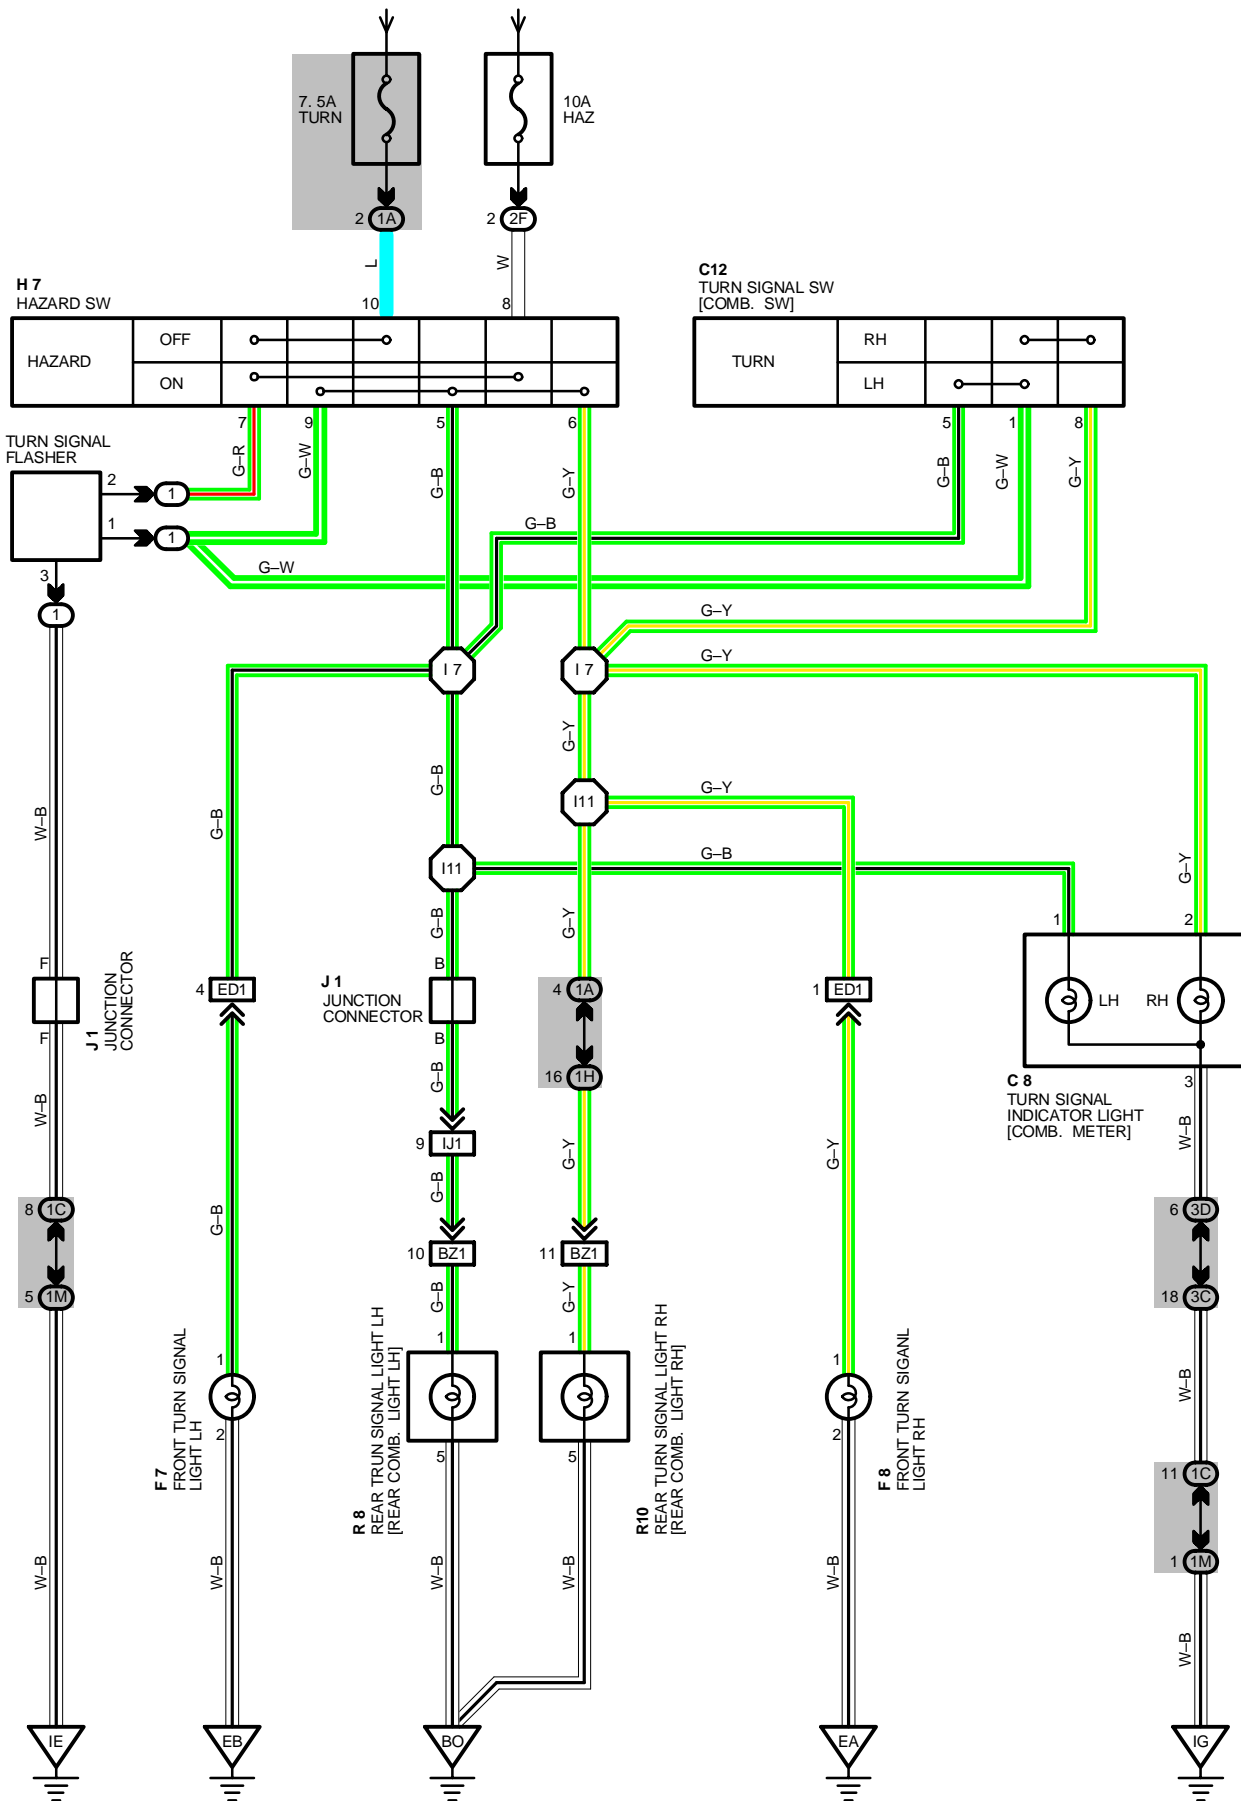 7. 5A
TURN
10A
HAZ
2 1A
2 2F
L
W
H 7
HAZARD SW
10
8
C12
TURN SIGNAL SW
[COMB. SW]
HAZARD
OFF
ON
TURN
RH
LH
7
9
5
6
5
1
8
G–R
G–W
G–B
G–Y
G–B
G–W
G–Y
TURN SIGNAL
FLASHER
2
1
1
1
3
1
G–B
G–W
G–Y
I 7
I 7
G–Y
G–Y
G–B
I11
G–Y
W–B
G–B
I11
G–B
G–Y
G–B
G–Y
1
2
F
F
J 1
JUNCTION
CONNECTOR
4 ED1
J 1
JUNCTION
CONNECTOR
B
B
4 1A
16 1H
1 ED1
LH
RH
C 8
TURN SIGNAL
INDICATOR LIGHT
[COMB. METER]
3
W–B
G–B
9 IJ1
G–B
G–Y
G–Y
W–B
8 1C
5 1M
G–B
10 BZ1
11 BZ1
6 3D
18 3C
G–B
G–Y
1
1
1
1
F 7
FRONT TURN SIGNAL
LIGHT LH
2
R 8
REAR TRUN SIGNAL LIGHT LH
[REAR COMB. LIGHT LH]
5
5
R10
REAR TURN SIGNAL LIGHT RH
[REAR COMB. LIGHT RH]
2
F 8
FRONT TURN SIGANL
LIGHT RH
W–B
11 1C
1 1M
W–B
W–B
W–B
W–B
W–B
W–B
IE
EB
BO
EA
IG